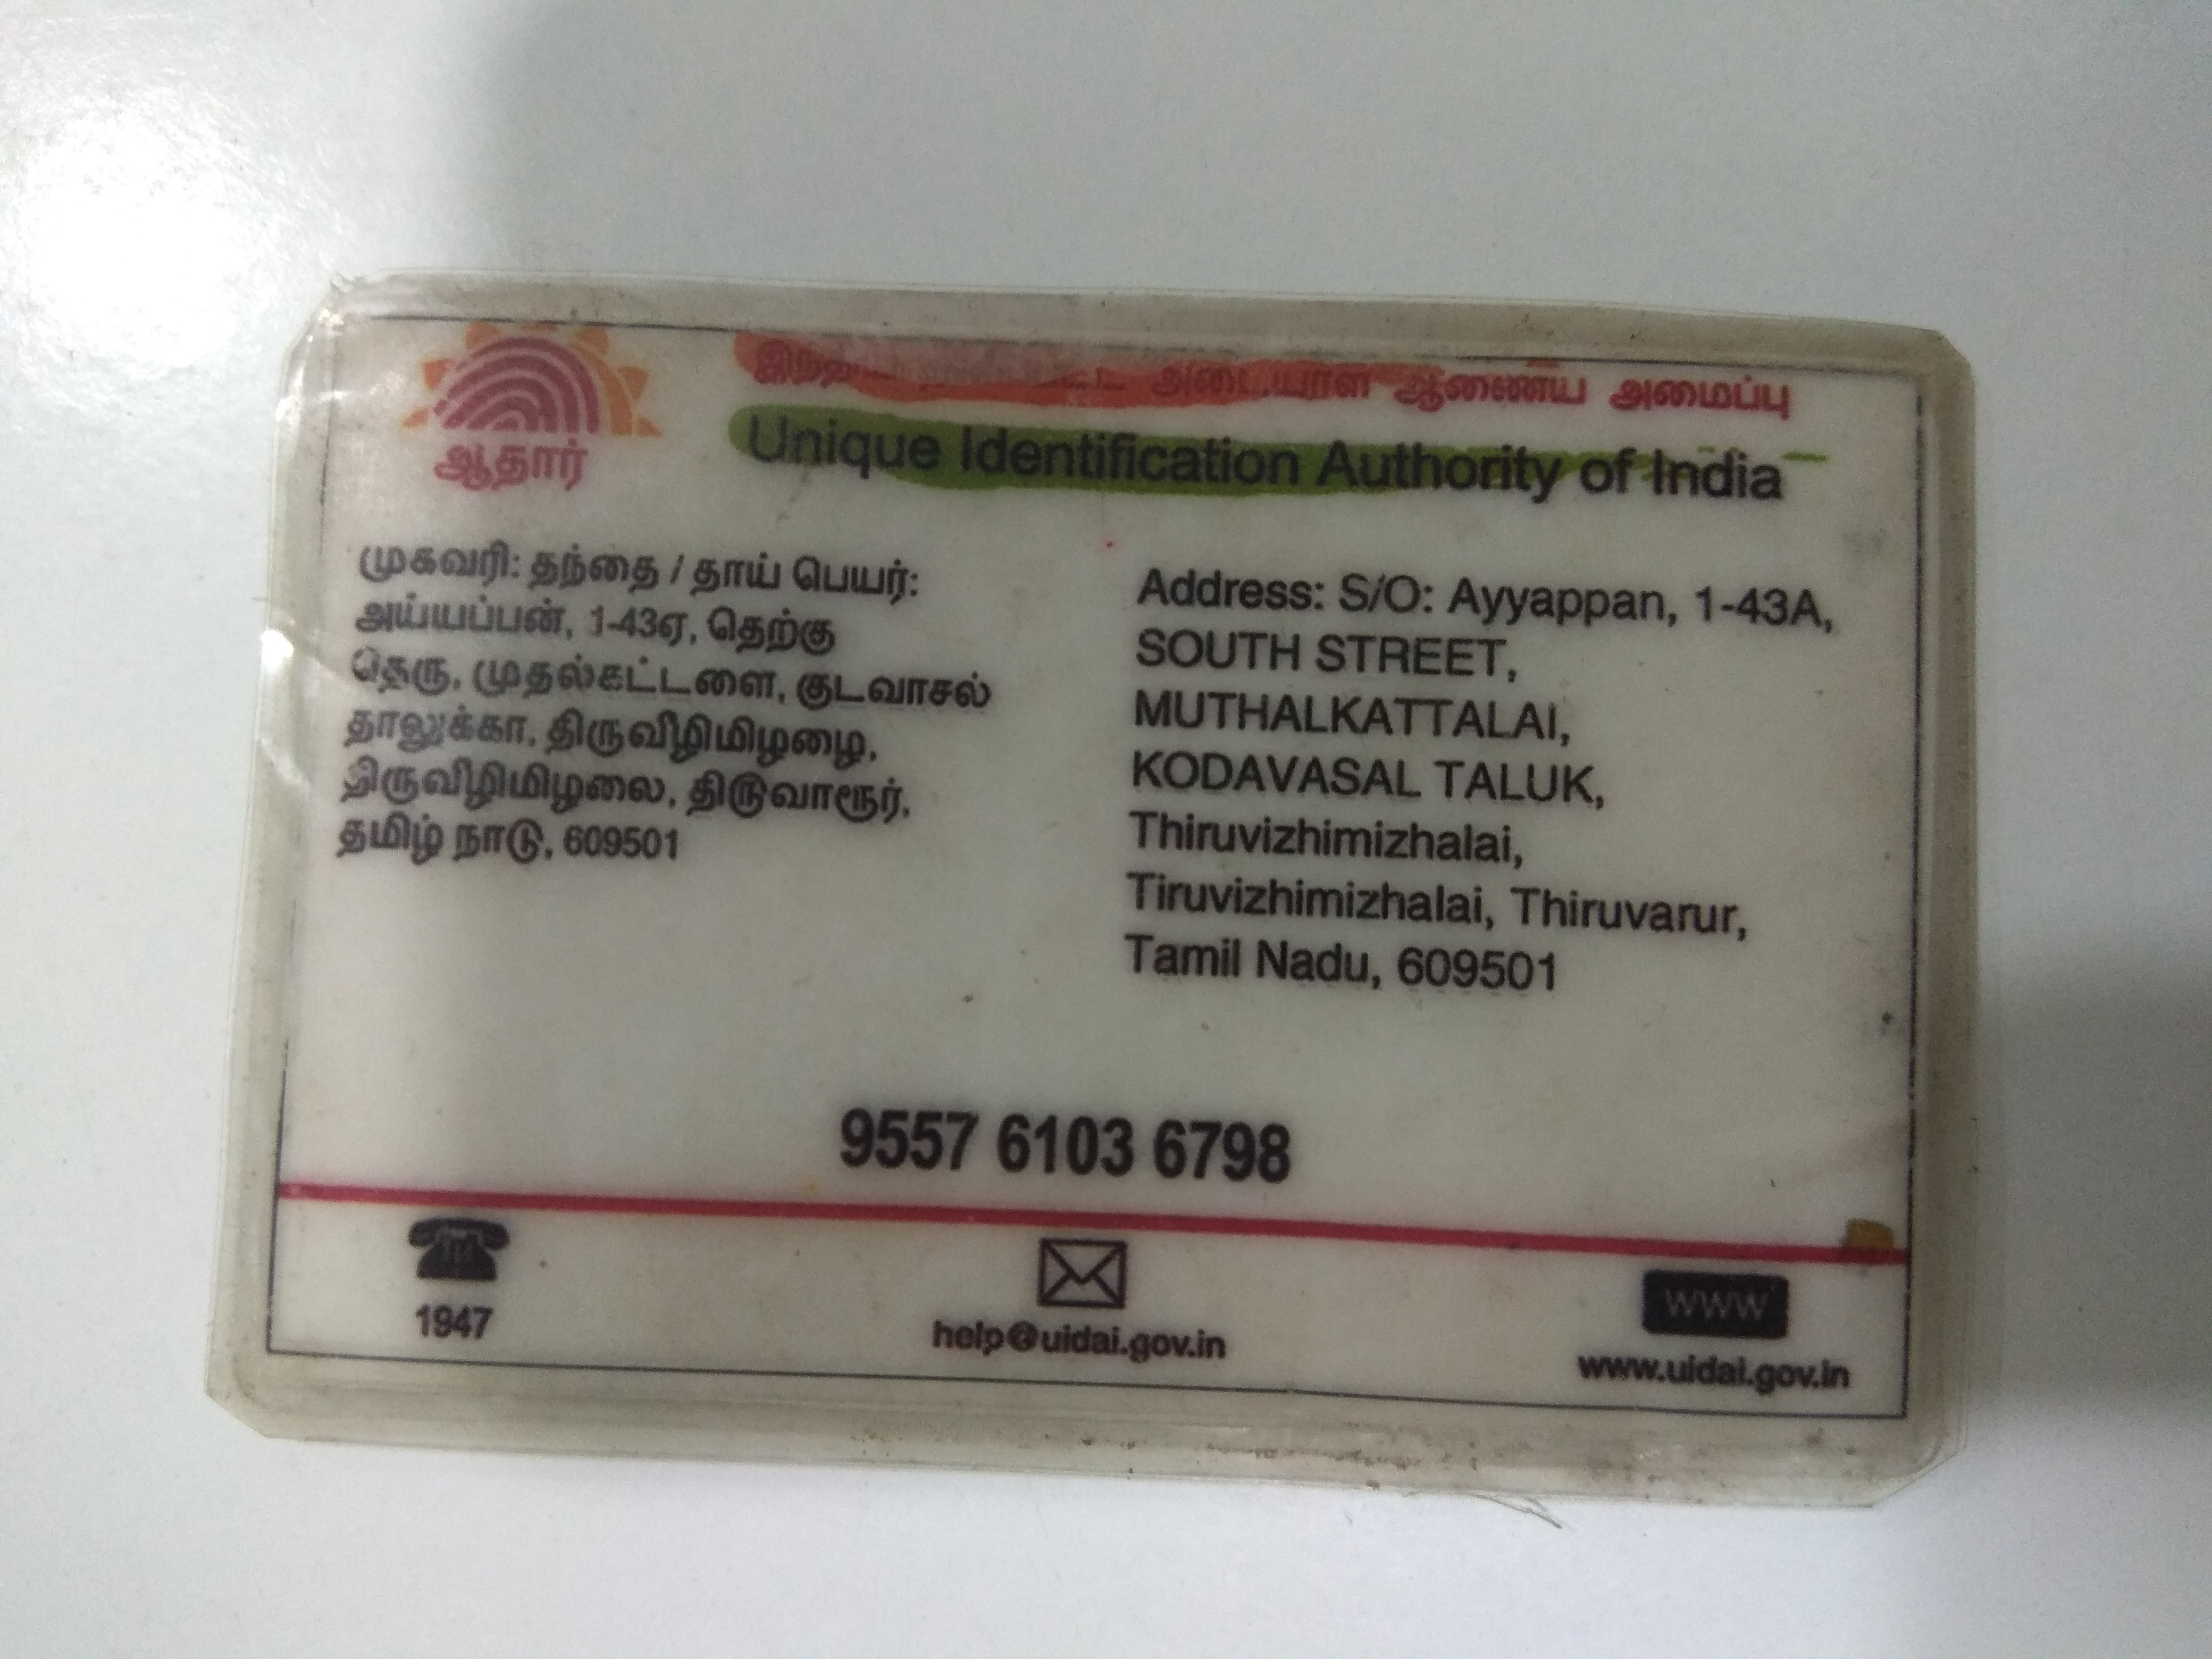 ஆதார்
அடையாள ஆணைய அமைப்பு
Unique Identification Authority of India
முகவரி: தந்தை / தாய் பெயர்:
அய்யப்பன், 1-43ஏ, தெற்கு
தெரு, முதல்கட்டளை, குடவாசல்
தாலுக்கா, திருவீழிமிழழை,
திருவீழிமிழலை, திருவாரூர்,
தமிழ் நாடு, 609501
Address: S/O: Ayyappan, 1-43A,
SOUTH STREET,
MUTHALKATTALAI,
KODAVASAL TALUK,
Thiruvizhimizhalai,
Tiruvizhimizhalai, Thiruvarur,
Tamil Nadu, 609501
9557 6103 6798
1947
help@uidai.gov.in
WWW
www.uidai.gov.in